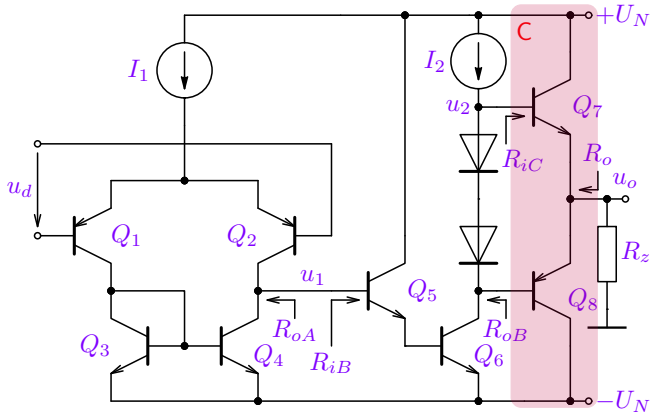 C
+U_N
I_1
I_2
u_2
Q_7
R_iC
R_o
u_d
u_o
Q_1
Q_2
u_1
Q_5
R_z
Q_8
Q_3
Q_4
R_oA
R_iB
Q_6
R_oB
−U_N